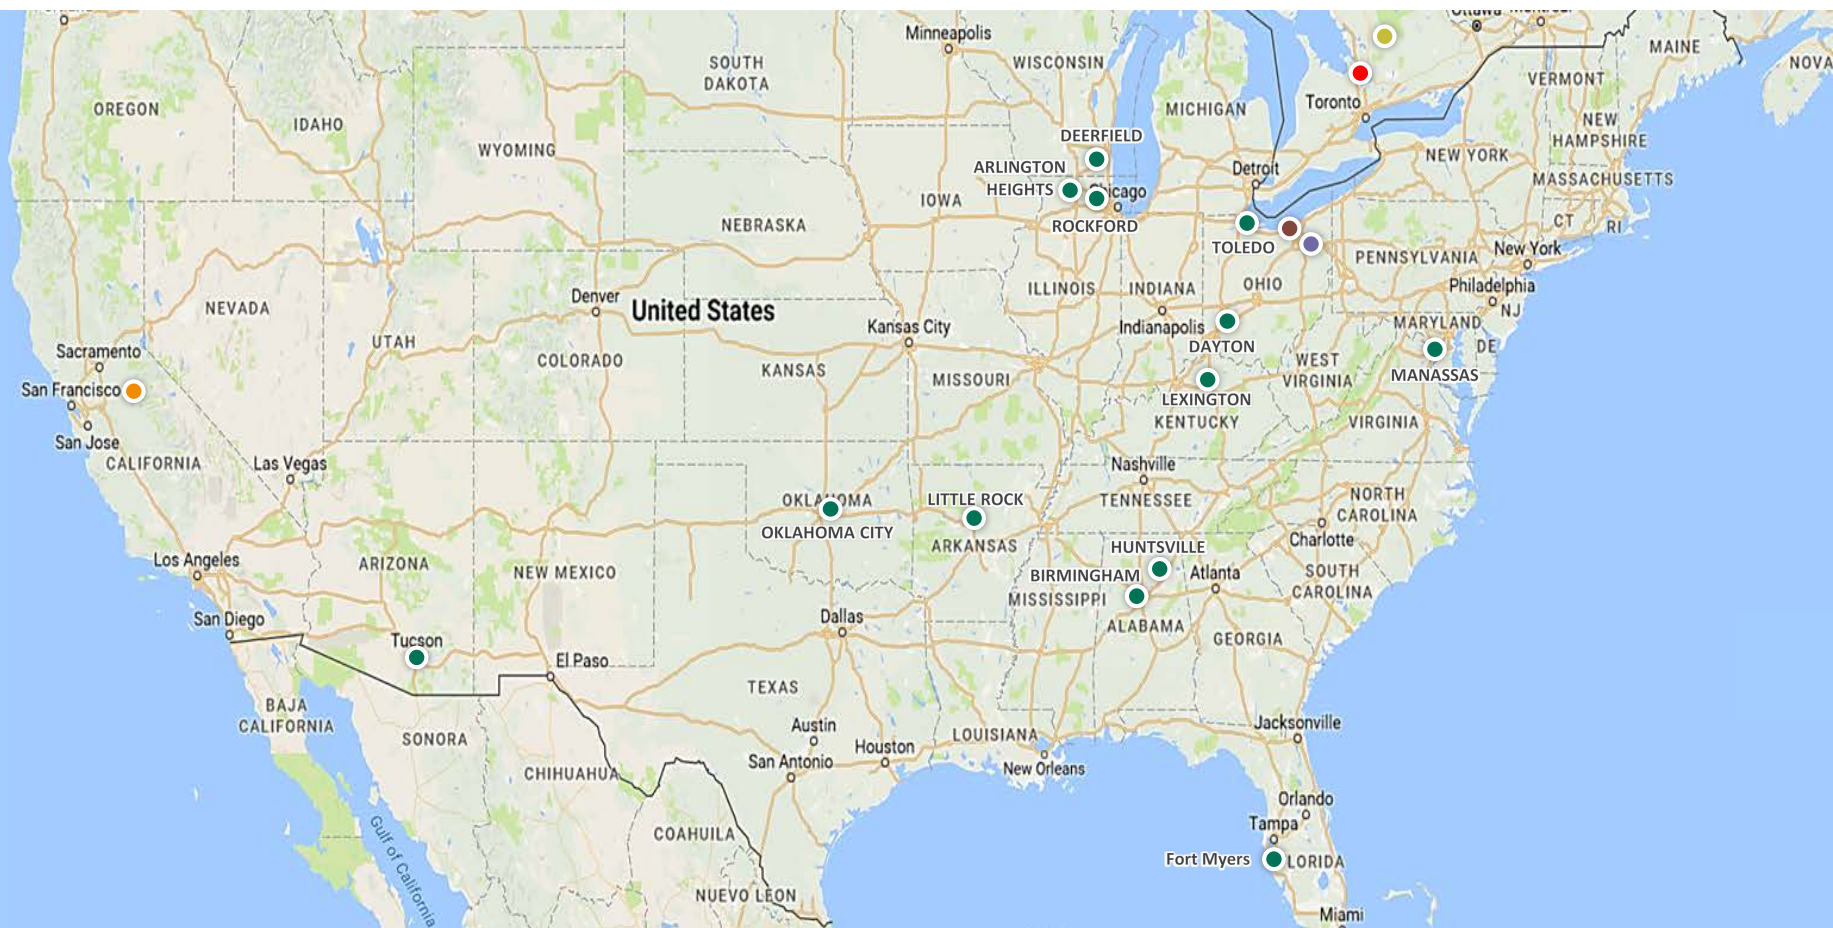 Ottawa
Minneapolis
MAINE
SOUTH
DAKOTA
WISCONSIN
NOVA
VERMONT
OREGON
IDAHO
MICHIGAN
Toronto
NEW
HAMPSHIRE
DEERFIELD
WYOMING
NEW YORK
ARLINGTON
HEIGHTS
Detroit
MASSACHUSETTS
Chicago
IOWA
NEBRASKA
ROCKFORD
CT
RI
TOLEDO
New York
PENNSYLVANIA
ILLINOIS
INDIANA
OHIO
Philadelphia
NJ
Denver
United States
NEVADA
Kansas City
Indianapolis
MARYLAND
DE
UTAH
DAYTON
Sacramento
COLORADO
KANSAS
MISSOURI
WEST
VIRGINIA
MANASSAS
San Francisco
LEXINGTON
KENTUCKY
VIRGINIA
San Jose
CALIFORNIA
Las Vegas
Nashville
OKLAHOMA
LITTLE ROCK
TENNESSEE
NORTH
CAROLINA
OKLAHOMA CITY
ARKANSAS
HUNTSVILLE
Charlotte
Los Angeles
ARIZONA
NEW MEXICO
BIRMINGHAM
Atlanta
SOUTH
CAROLINA
MISSISSIPPI
San Diego
Dallas
ALABAMA
GEORGIA
Tucson
El Paso
TEXAS
BAJA
CALIFORNIA
SONORA
Austin
Houston
LOUISIANA
Jacksonville
San Antonio
New Orleans
CHIHUAHUA
Orlando
Tampa
COAHUILA
Gulf of California
Fort Myers
LORIDA
NUEVO LEON
Miami